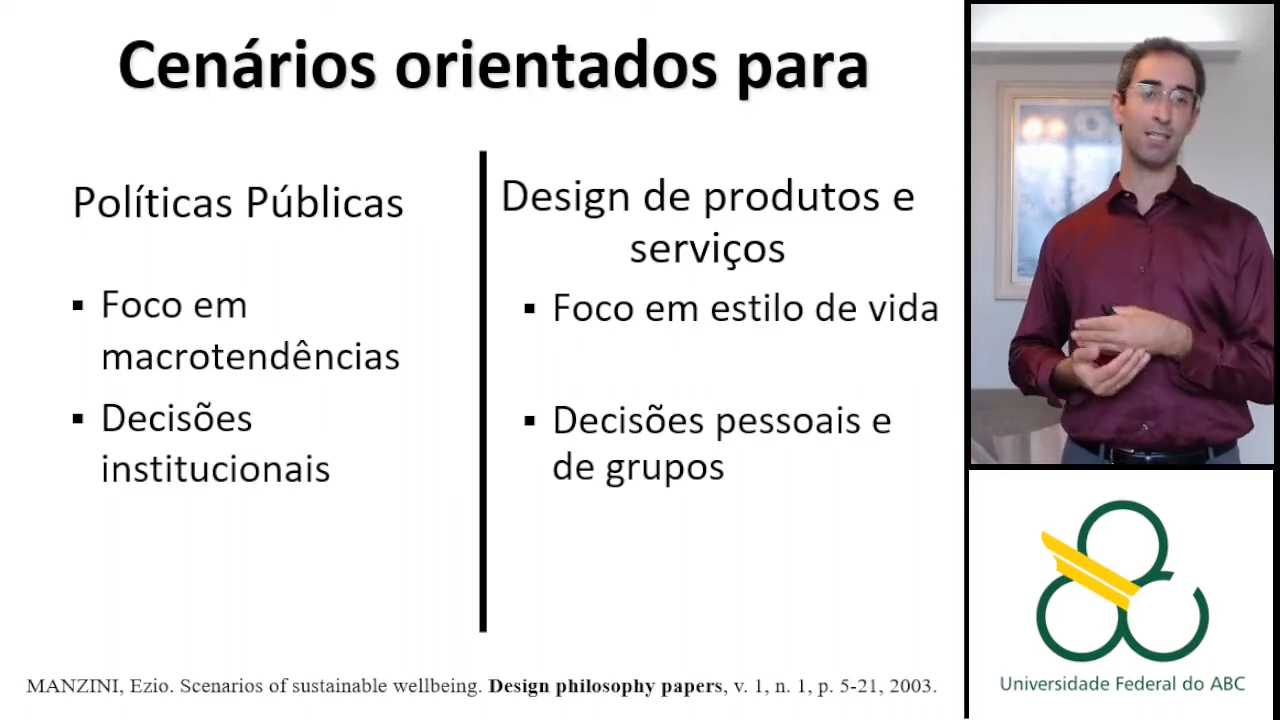 Cenários orientados para
Políticas Públicas
▪ Foco em
macrotendências
▪ Decisões
institucionais
Design de produtos e
serviços
▪ Foco em estilo de vida
▪ Decisões pessoais e
de grupos
MANZINI, Ezio. Scenarios of sustainable wellbeing. Design philosophy papers, v. 1, n. 1, p. 5-21, 2003.
Universidade Federal do ABC